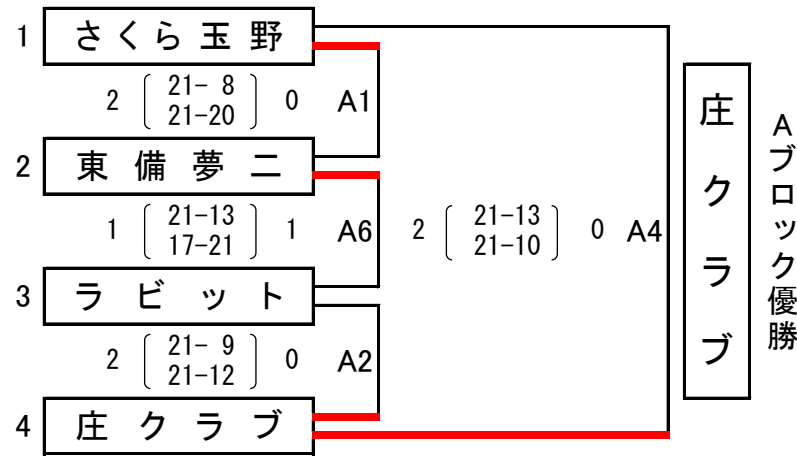 1 さくら玉野
2 21- 8 0 A1
21-20
2 東備夢二
1 21-13 1 A6
17-21
2 21-13 0 A4
21-10
3 ラビット
2 21- 9 0 A2
21-12
4 庄クラブ
庄クラブ
Aブロック優勝